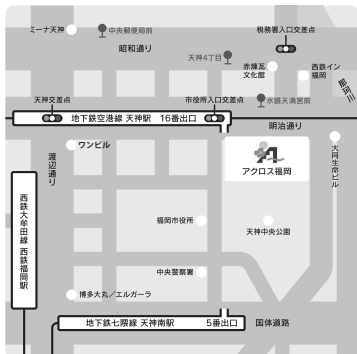 ミーナ天神
中央郵便局前
税務署入口交差点
昭和通り
天神4丁目
赤煉瓦
文化館
西鉄イン
福岡
那珂川
天神交差点
市役所入口交差点
水鏡天満宮前
地下鉄空港線 天神駅 16番出口
明治通り
ワンビル
渡辺通り
アクロス福岡
大同生命ビル
西鉄大牟田線 西鉄福岡駅
福岡市役所
天神中央公園
中央警察署
博多大丸/エルガーラ
地下鉄七隈線 天神南駅 5番出口
国体道路